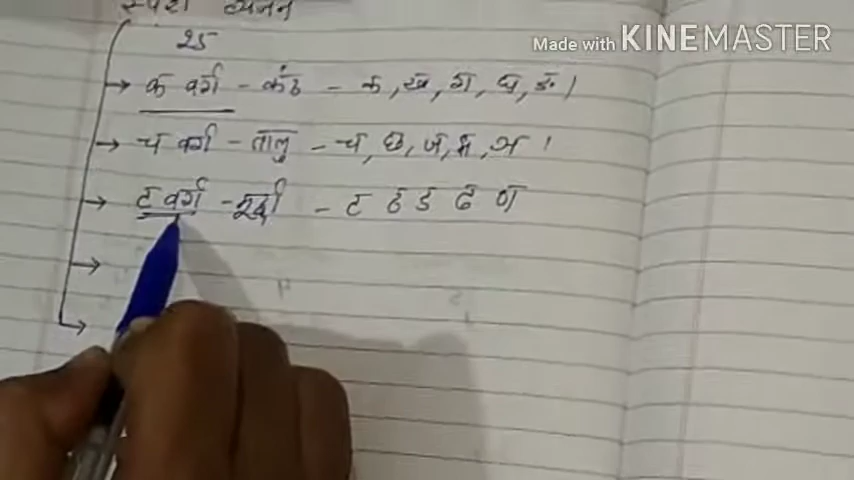 स्पर्श व्यंजन
25
Made with KINEMASTER
क वर्ग - कंठ - क, ख, ग, घ, ङ।
च वर्ग - तालु - च, छ, ज, झ, ञ।
ट वर्ग - मूर्द्धा - ट ठ ड ढ ण